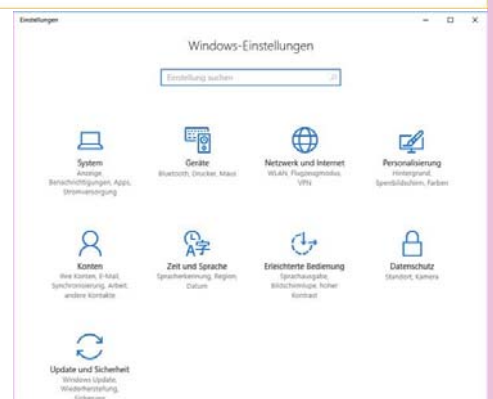 Einstellungen
Windows-Einstellungen
Einstellung suchen
System
Anzeige,
Benachrichtigungen, Apps,
Stromversorgung
Geräte
Bluetooth, Drucker, Maus
Netzwerk und Internet
WLAN, Flugzeugmodus,
VPN
Personalisierung
Hintergrund,
Sperrbildschirm, Farben
Konten
Ihre Konten, E-Mail,
Synchronisierung, Arbeit,
andere Kontakte
Zeit und Sprache
Spracherkennung, Region,
Datum
Erleichterte Bedienung
Sprachausgabe,
Bildschirmlupe, hoher
Kontrast
Datenschutz
Standort, Kamera
Update und Sicherheit
Windows Update,
Wiederherstellung,
Sicherung